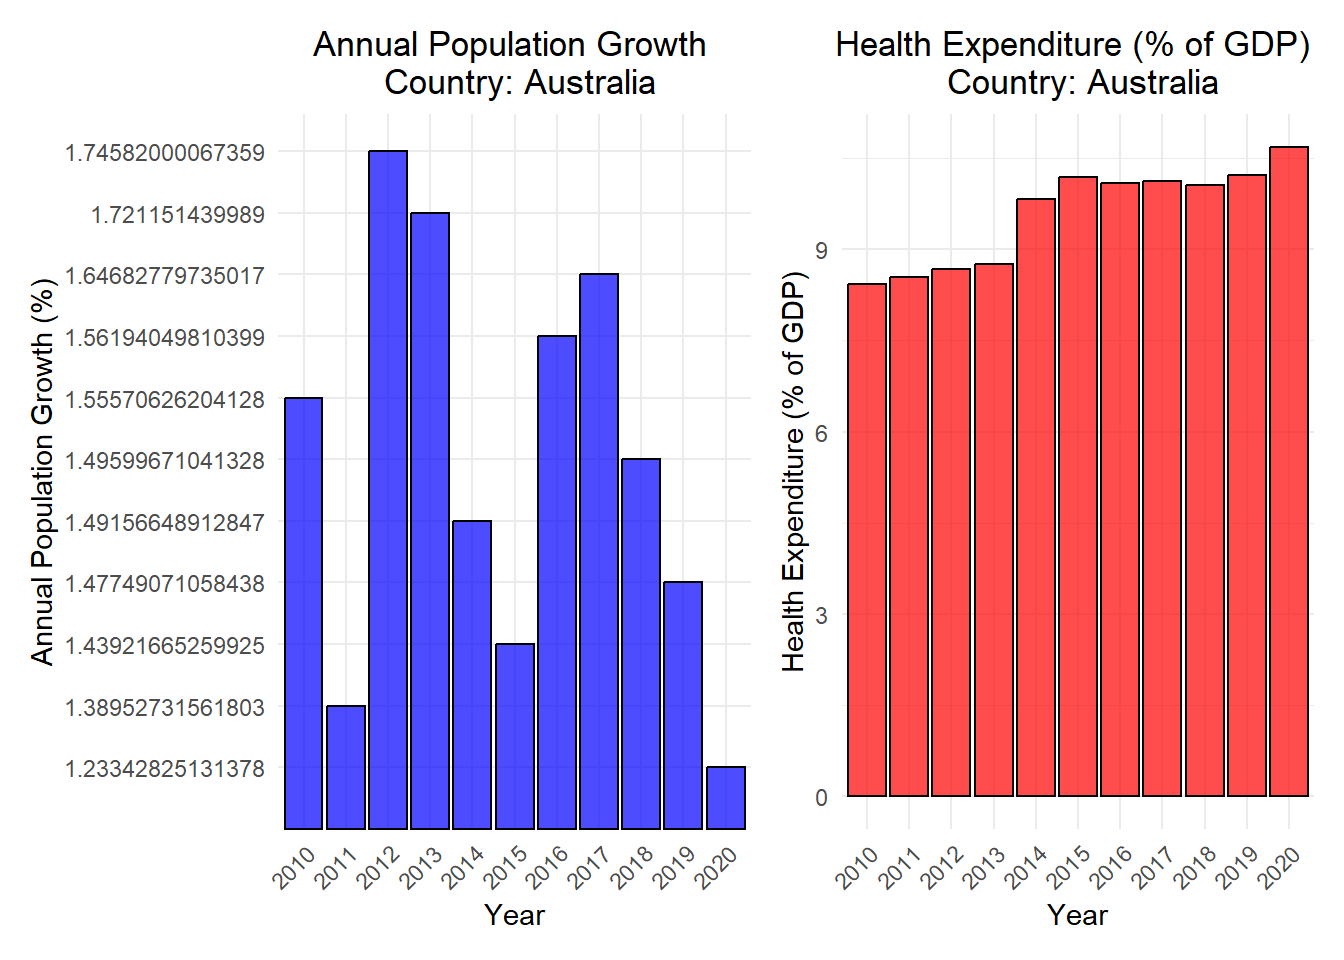 Annual Population Growth
Country: Australia
Annual Population Growth (%)
1.74582000067359
1.721151439989
1.64682779735017
1.56194049810399
1.55570626204128
1.49599671041328
1.49156648912847
1.47749071058438
1.43921665259925
1.38952731561803
1.23342825131378
2010 2011 2012 2013 2014 2015 2016 2017 2018 2019 2020
Year
Health Expenditure (% of GDP)
Country: Australia
Health Expenditure (% of GDP)
9
6
3
0
2010 2011 2012 2013 2014 2015 2016 2017 2018 2019 2020
Year